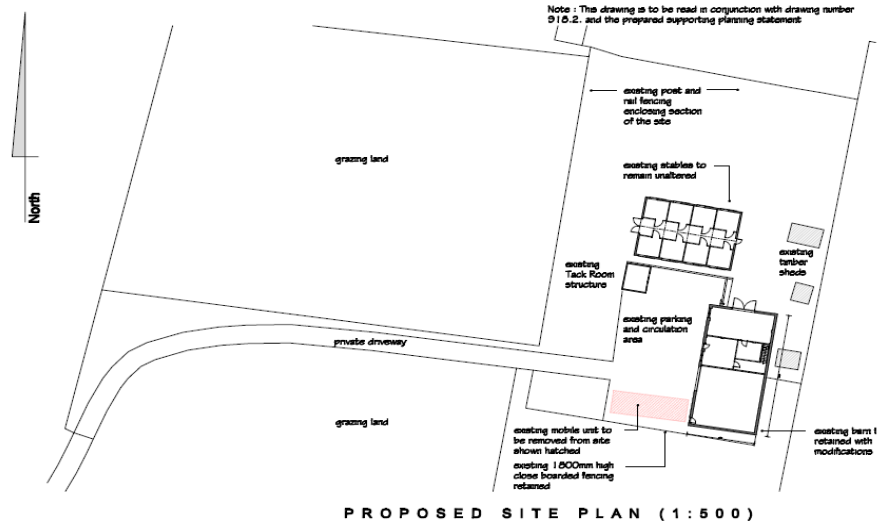 Note : This drawing is to be read in conjunction with drawing number
918.2. and the prepared supporting planning statement
existing post and
rail fencing
enclosing section
of the site
grazing land
existing stables to
remain unaltered
North
existing
timber
sheds
existing
Tack Room
structure
existing parking
and circulation
area
private driveway
grazing land
existing mobile unit to
be removed from site
shown hatched
existing barn
retained with
modifications
existing 1800mm high
close boarded fencing
retained
PROPOSED SITE PLAN (1:500)